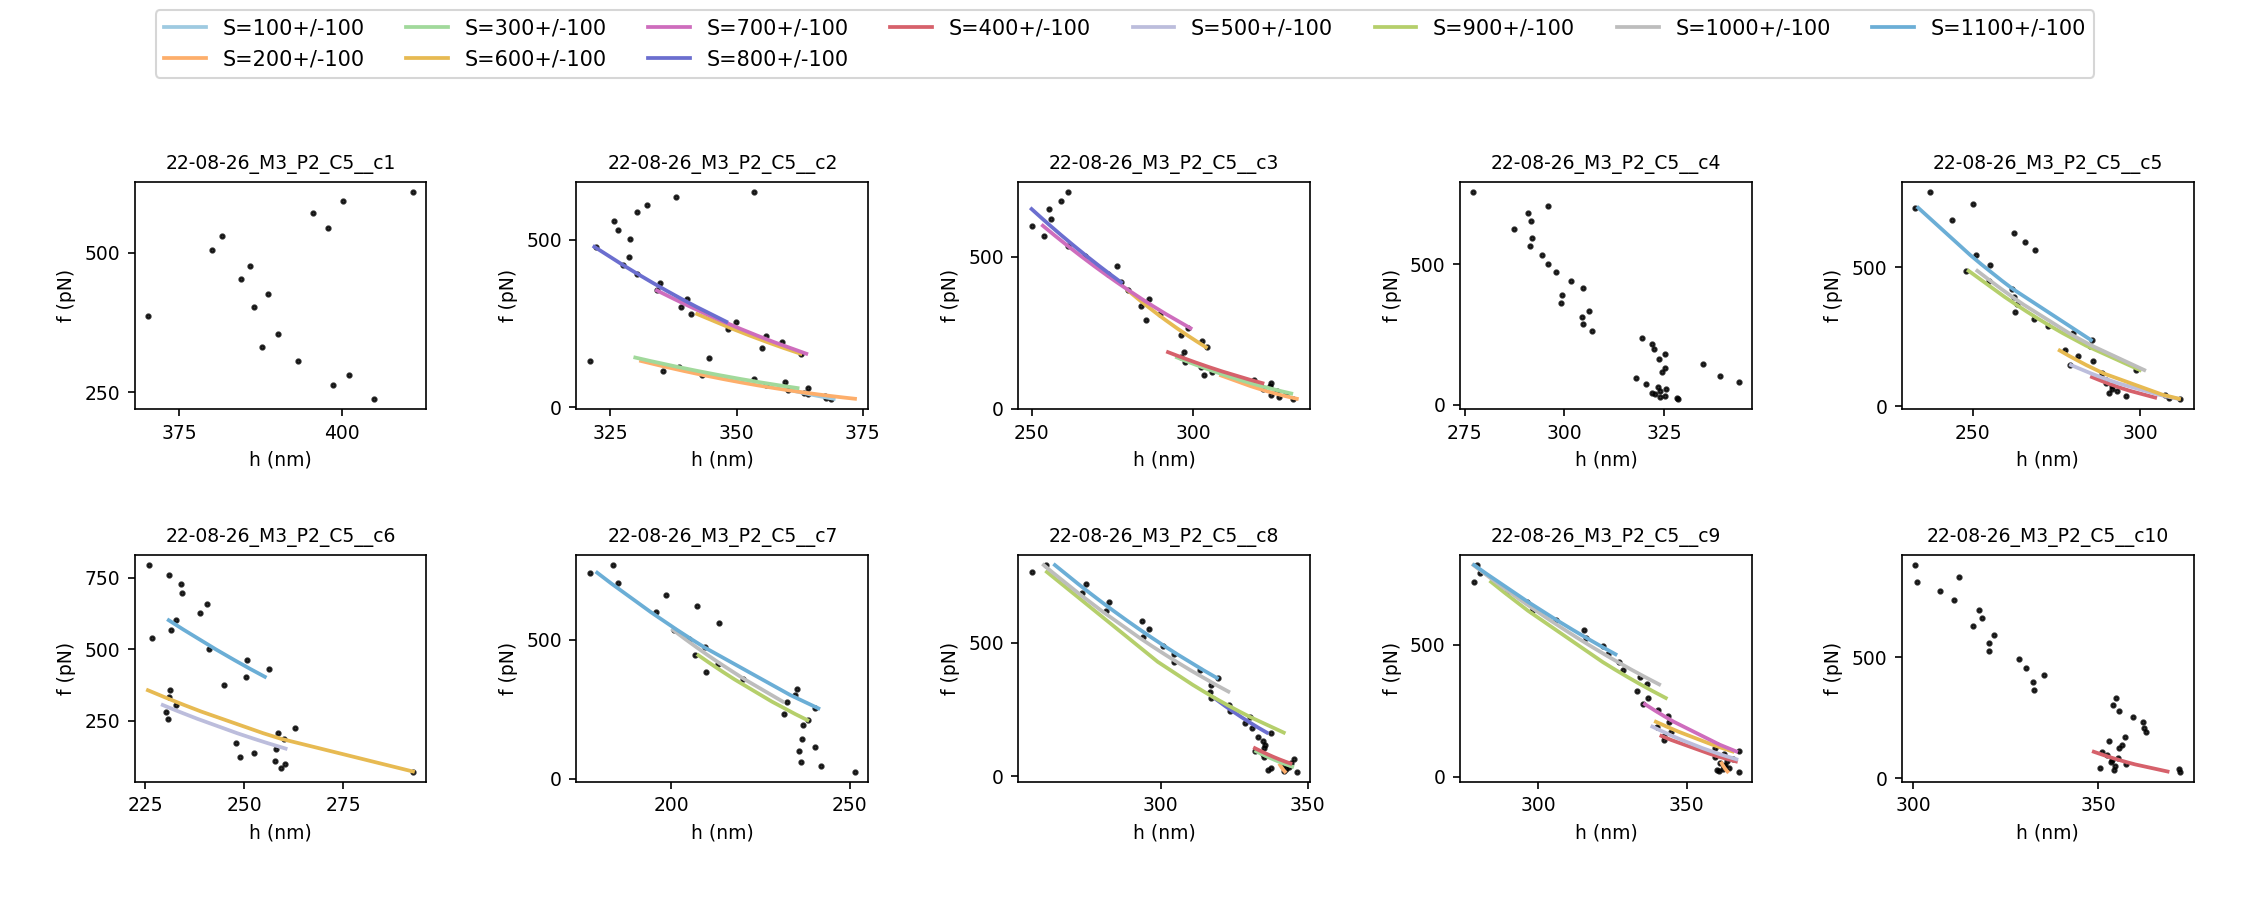 S=100+/-100 S=300+/-100 S=700+/-100 S=400+/-100 S=500+/-100 S=900+/-100 S=1000+/-100 S=1100+/-100
S=200+/-100 S=600+/-100 S=800+/-100
22-08-26_M3_P2_C5__c1 22-08-26_M3_P2_C5__c2 22-08-26_M3_P2_C5__c3 22-08-26_M3_P2_C5__c4 22-08-26_M3_P2_C5__c5
500 500 500 500 500
f (pN) f (pN) f (pN) f (pN) f (pN)
250 0 0 0 0
375 400 325 350 375 250 300 275 300 325 250 300
h (nm) h (nm) h (nm) h (nm) h (nm)
22-08-26_M3_P2_C5__c6 22-08-26_M3_P2_C5__c7 22-08-26_M3_P2_C5__c8 22-08-26_M3_P2_C5__c9 22-08-26_M3_P2_C5__c10
750
500 500 500 500 500
f (pN) f (pN) f (pN) f (pN) f (pN)
250 0 0 0 0
225 250 275 200 250 300 350 300 350 300 350
h (nm) h (nm) h (nm) h (nm) h (nm)